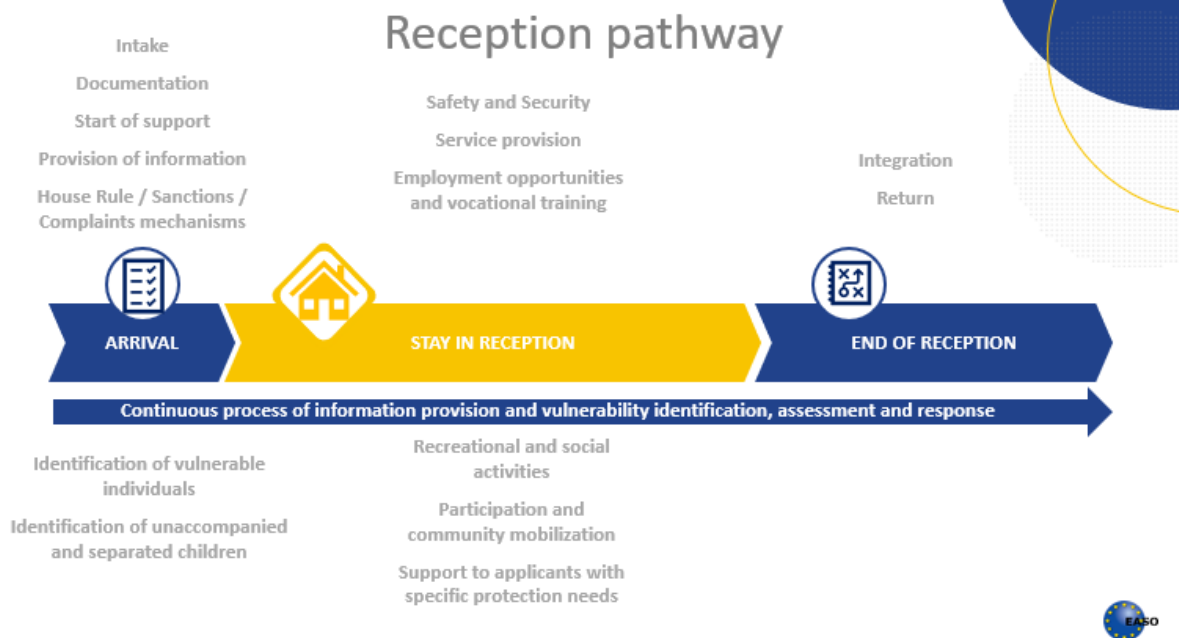 Reception pathway
Intake
Documentation
Start of support
Provision of information
House Rule / Sanctions /
Complaints mechanisms
Safety and Security
Service provision
Employment opportunities
and vocational training
Integration
Return
ARRIVAL
STAY IN RECEPTION
END OF RECEPTION
Continuous process of information provision and vulnerability identification, assessment and response
Identification of vulnerable
individuals
Identification of unaccompanied
and separated children
Recreational and social
activities
Participation and
community mobilization
Support to applicants with
specific protection needs
EASO